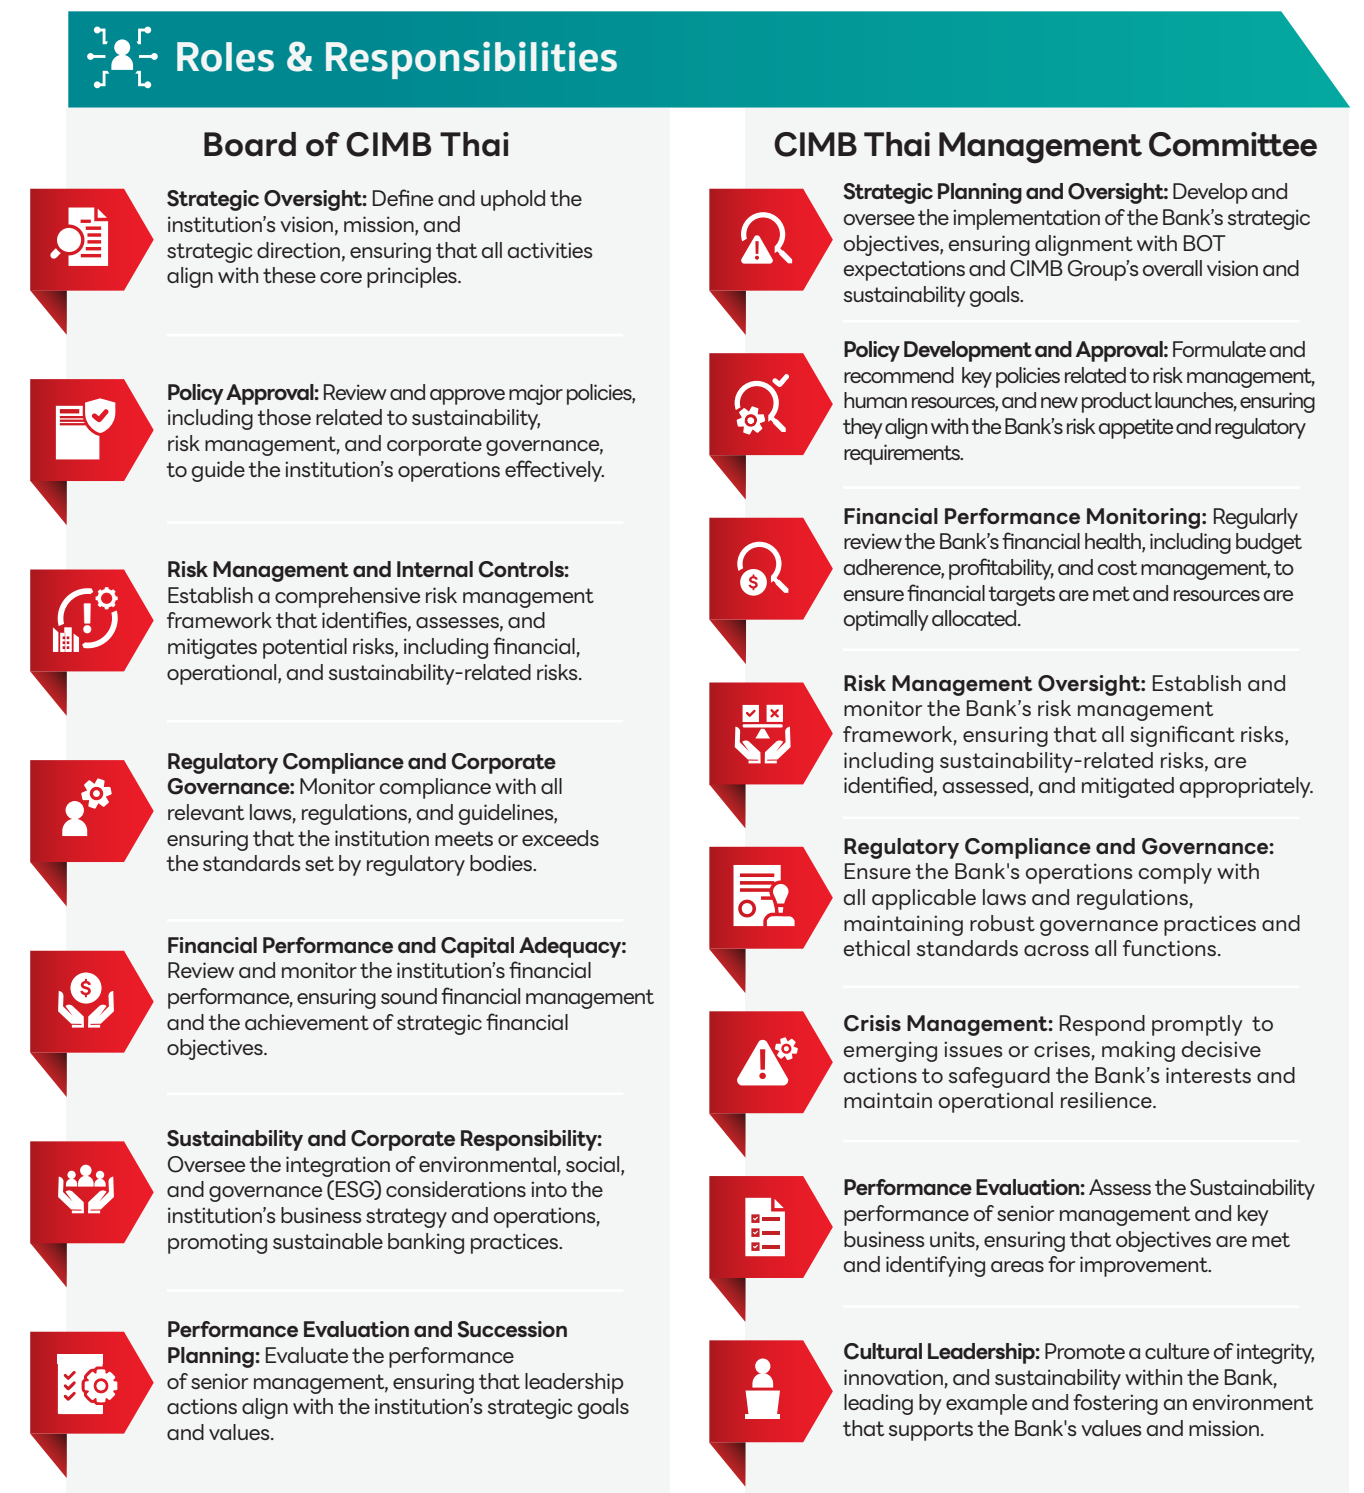 Roles & Responsibilities
Board of CIMB Thai
Strategic Oversight: Define and uphold the
institution's vision, mission, and
strategic direction, ensuring that all activities
align with these core principles.
Policy Approval: Review and approve major policies,
including those related to sustainability,
risk management, and corporate governance,
to guide the institution's operations effectively.
Risk Management and Internal Controls:
Establish a comprehensive risk management
framework that identifies, assesses, and
mitigates potential risks, including financial,
operational, and sustainability-related risks.
Regulatory Compliance and Corporate
Governance: Monitor compliance with all
relevant laws, regulations, and guidelines,
ensuring that the institution meets or exceeds
the standards set by regulatory bodies.
Financial Performance and Capital Adequacy:
Review and monitor the institution's financial
performance, ensuring sound financial management
and the achievement of strategic financial
objectives.
Sustainability and Corporate Responsibility:
Oversee the integration of environmental, social,
and governance (ESG) considerations into the
institution's business strategy and operations,
promoting sustainable banking practices.
Performance Evaluation and Succession
Planning: Evaluate the performance
of senior management, ensuring that leadership
actions align with the institution's strategic goals
and values.
CIMB Thai Management Committee
Strategic Planning and Oversight: Develop and
oversee the implementation of the Bank's strategic
objectives, ensuring alignment with BOT
expectations and CIMB Group's overall vision and
sustainability goals.
Policy Development and Approval: Formulate and
recommend key policies related to risk management,
human resources, and new product launches, ensuring
they align with the Bank's risk appetite and regulatory
requirements.
Financial Performance Monitoring: Regularly
review the Bank's financial health, including budget
adherence, profitability, and cost management, to
ensure financial targets are met and resources are
optimally allocated.
Risk Management Oversight: Establish and
monitor the Bank's risk management
framework, ensuring that all significant risks,
including sustainability-related risks, are
identified, assessed, and mitigated appropriately.
Regulatory Compliance and Governance:
Ensure the Bank's operations comply with
all applicable laws and regulations,
maintaining robust governance practices and
ethical standards across all functions.
Crisis Management: Respond promptly to
emerging issues or crises, making decisive
actions to safeguard the Bank's interests and
maintain operational resilience.
Performance Evaluation: Assess the Sustainability
performance of senior management and key
business units, ensuring that objectives are met
and identifying areas for improvement.
Cultural Leadership: Promote a culture of integrity,
innovation, and sustainability within the Bank,
leading by example and fostering an environment
that supports the Bank's values and mission.